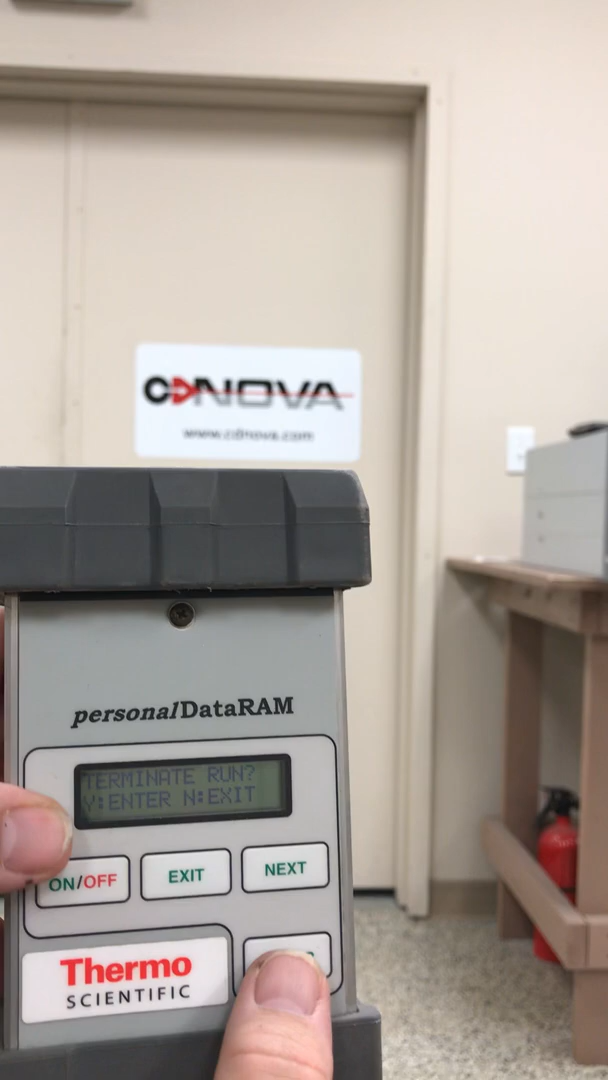 CDNOVA
www.cdnova.com
personalDataRAM
TERMINATE RUN?
Y:ENTER N:EXIT
ON/OFF
EXIT
NEXT
Thermo
SCIENTIFIC